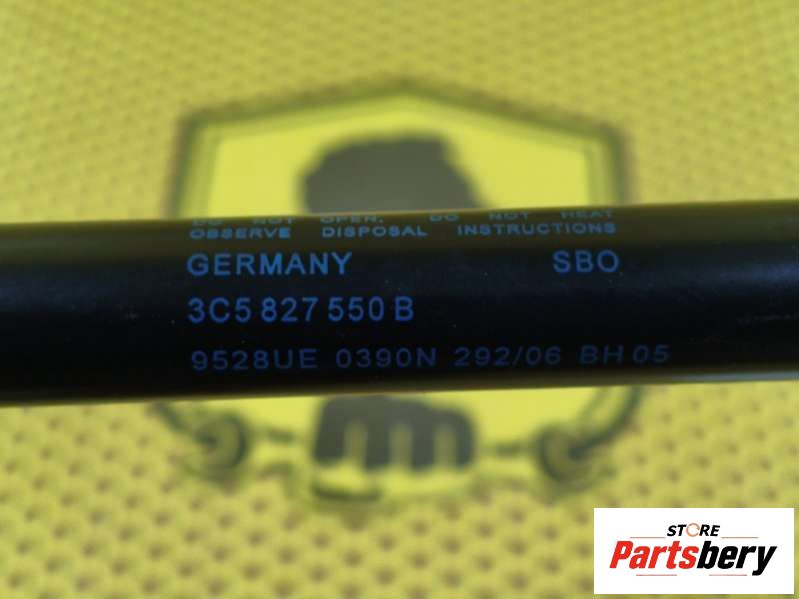 DO NOT OPEN. DO NOT HEAT
OBSERVE DISPOSAL INSTRUCTIONS
GERMANY SBO
3C5 827 550 B
9528UE 0390N 292/06 BH 05
STORE
Partsbery